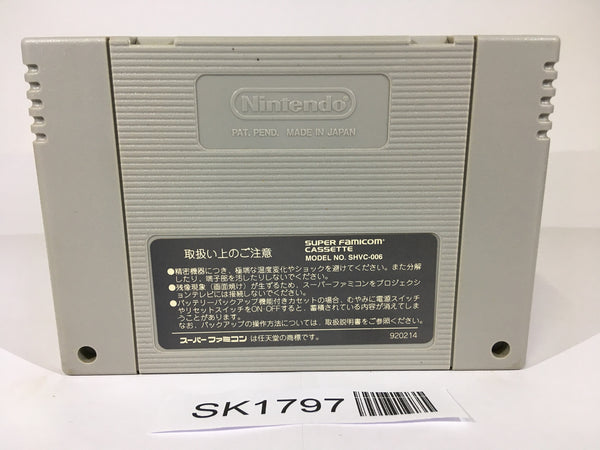 Nintendo®
PAT. PEND. MADE IN JAPAN
取扱い上のご注意
SUPER FAMICOM™
CASSETTE
MODEL NO. SHVC-006
●精密機器につき、極端な温度変化やショックを避けてください。また分解
したり、端子部を汚したりしないでください。
●残像現象（画面焼け）が生ずるため、スーパーファミコンをプロジェク
ションテレビには接続しないでください。
●バッテリーバックアップ機能付きカセットの場合、むやみに電源スイッチ
やリセットスイッチをON・OFFすると、蓄積されている内容が消えてしま
うことがあります。
なお、バックアップの操作方法については、取扱説明書をご参照ください。
スーパーファミコン は任天堂の商標です。
920214
SK1797